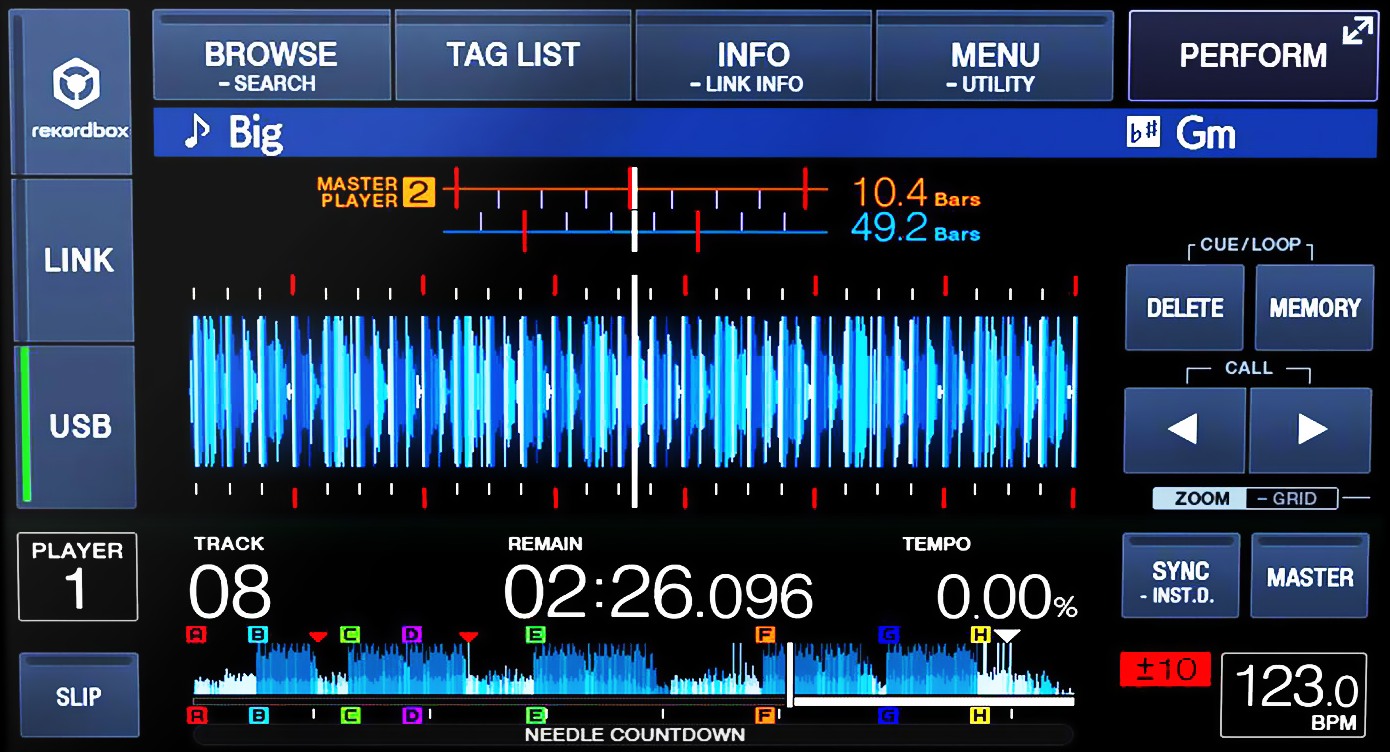 rekordbox
BROWSE
- SEARCH
TAG LIST
INFO
- LINK INFO
MENU
- UTILITY
PERFORM
Big
Gm
LINK
USB
MASTER
PLAYER 2
10.4 Bars
49.2 Bars
CUE/LOOP
DELETE
MEMORY
CALL
ZOOM
- GRID
PLAYER
1
TRACK
08
REMAIN
02:26.096
TEMPO
0.00%
SYNC
- INST.D.
MASTER
SLIP
A B C D E F G H
A B C D E F G H
NEEDLE COUNTDOWN
±10
123.0
BPM